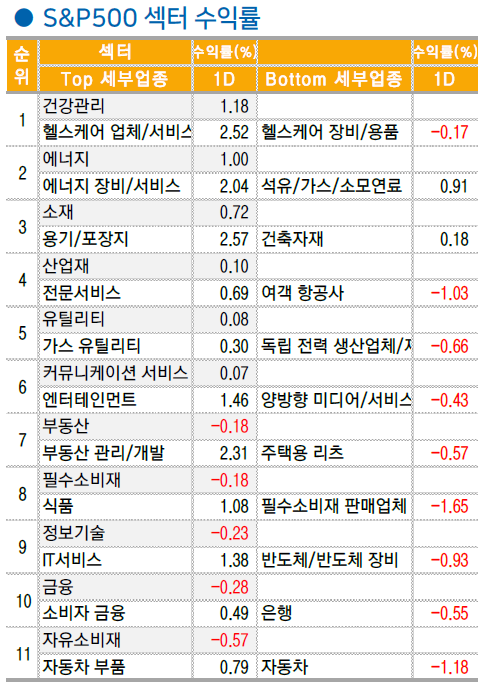 ● S&P500 섹터 수익률
순위 섹터 수익률(%) 수익률(%)
Top 세부업종 1D Bottom 세부업종 1D
1 건강관리 1.18
헬스케어 업체/서비스 2.52 헬스케어 장비/용품 -0.17
2 에너지 1.00
에너지 장비/서비스 2.04 석유/가스/소모연료 0.91
3 소재 0.72
용기/포장지 2.57 건축자재 0.18
4 산업재 0.10
전문서비스 0.69 여객 항공사 -1.03
5 유틸리티 0.08
가스 유틸리티 0.30 독립 전력 생산업체/ -0.66
6 커뮤니케이션 서비스 0.07
엔터테인먼트 1.46 양방향 미디어/서비스 -0.43
7 부동산 -0.18
부동산 관리/개발 2.31 주택용 리츠 -0.57
8 필수소비재 -0.18
식품 1.08 필수소비재 판매업체 -1.65
9 정보기술 -0.23
IT서비스 1.38 반도체/반도체 장비 -0.93
10 금융 -0.28
소비자 금융 0.49 은행 -0.55
11 자유소비재 -0.57
자동차 부품 0.79 자동차 -1.18